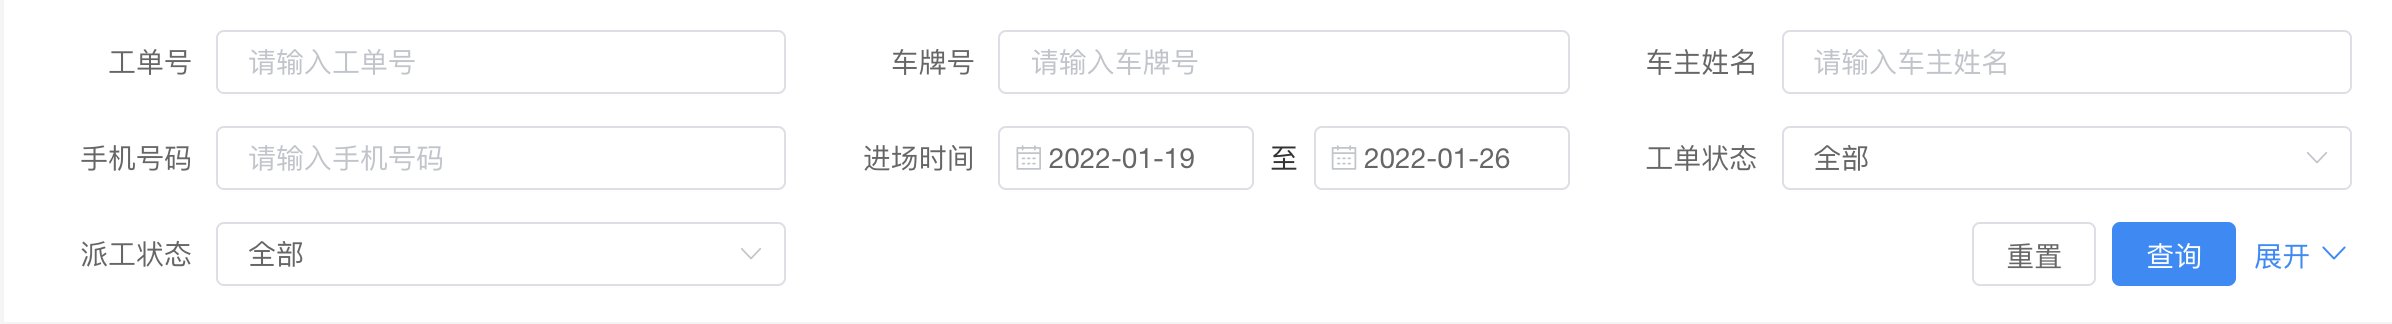 工单号 请输入工单号 车牌号 请输入车牌号 车主姓名 请输入车主姓名
手机号码 请输入手机号码 进场时间 2022-01-19 至 2022-01-26 工单状态 全部
派工状态 全部 重置 查询 展开